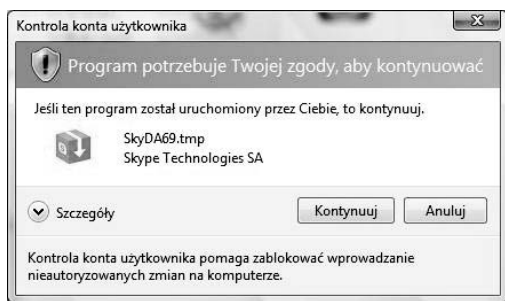 Kontrola konta użytkownika
Program potrzebuje Twojej zgody, aby kontynuować
Jeśli ten program został uruchomiony przez Ciebie, to kontynuuj.
SkyDA69.tmp
Skype Technologies SA
Szczegóły
Kontynuuj
Anuluj
Kontrola konta użytkownika pomaga zablokować wprowadzanie
nieautoryzowanych zmian na komputerze.